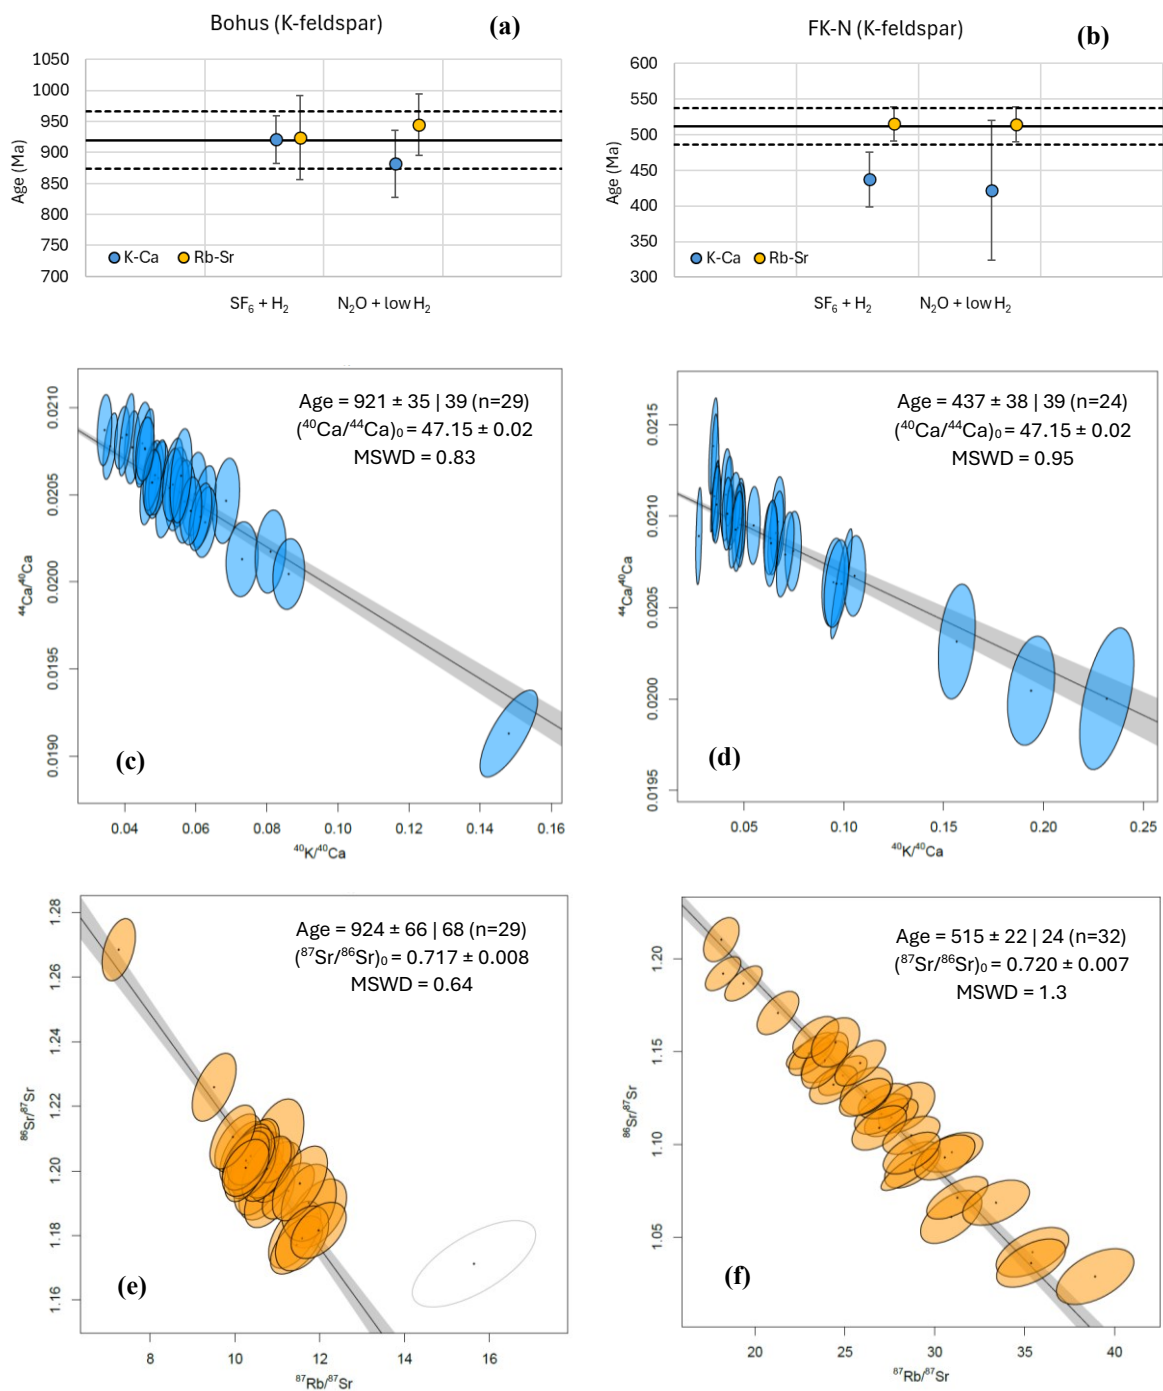 Bohus (K-feldspar)
(a)
1050
1000
950
900
850
800
750
700
Age (Ma)
K-Ca
Rb-Sr
SF₆ + H₂
N₂O + low H₂
FK-N (K-feldspar)
(b)
600
550
500
450
400
350
300
Age (Ma)
K-Ca
Rb-Sr
SF₆ + H₂
N₂O + low H₂
Age = 921 ± 35 | 39 (n=29)
(⁴⁰Ca/⁴⁴Ca)₀ = 47.15 ± 0.02
MSWD = 0.83
0.0210
0.0205
0.0200
0.0195
0.0190
⁴⁴Ca/⁴⁰Ca
(c)
0.04
0.06
0.08
0.10
0.12
0.14
0.16
⁴⁰K/⁴⁰Ca
Age = 437 ± 38 | 39 (n=24)
(⁴⁰Ca/⁴⁴Ca)₀ = 47.15 ± 0.02
MSWD = 0.95
0.0215
0.0210
0.0205
0.0200
0.0195
⁴⁴Ca/⁴⁰Ca
(d)
0.05
0.10
0.15
0.20
0.25
⁴⁰K/⁴⁰Ca
Age = 924 ± 66 | 68 (n=29)
(⁸⁷Sr/⁸⁶Sr)₀ = 0.717 ± 0.008
MSWD = 0.64
1.28
1.26
1.24
1.22
1.20
1.18
1.16
⁸⁶Sr/⁸⁷Sr
(e)
8
10
12
14
16
⁸⁷Rb/⁸⁷Sr
Age = 515 ± 22 | 24 (n=32)
(⁸⁷Sr/⁸⁶Sr)₀ = 0.720 ± 0.007
MSWD = 1.3
1.20
1.15
1.10
1.05
⁸⁶Sr/⁸⁷Sr
(f)
20
25
30
35
40
⁸⁷Rb/⁸⁷Sr